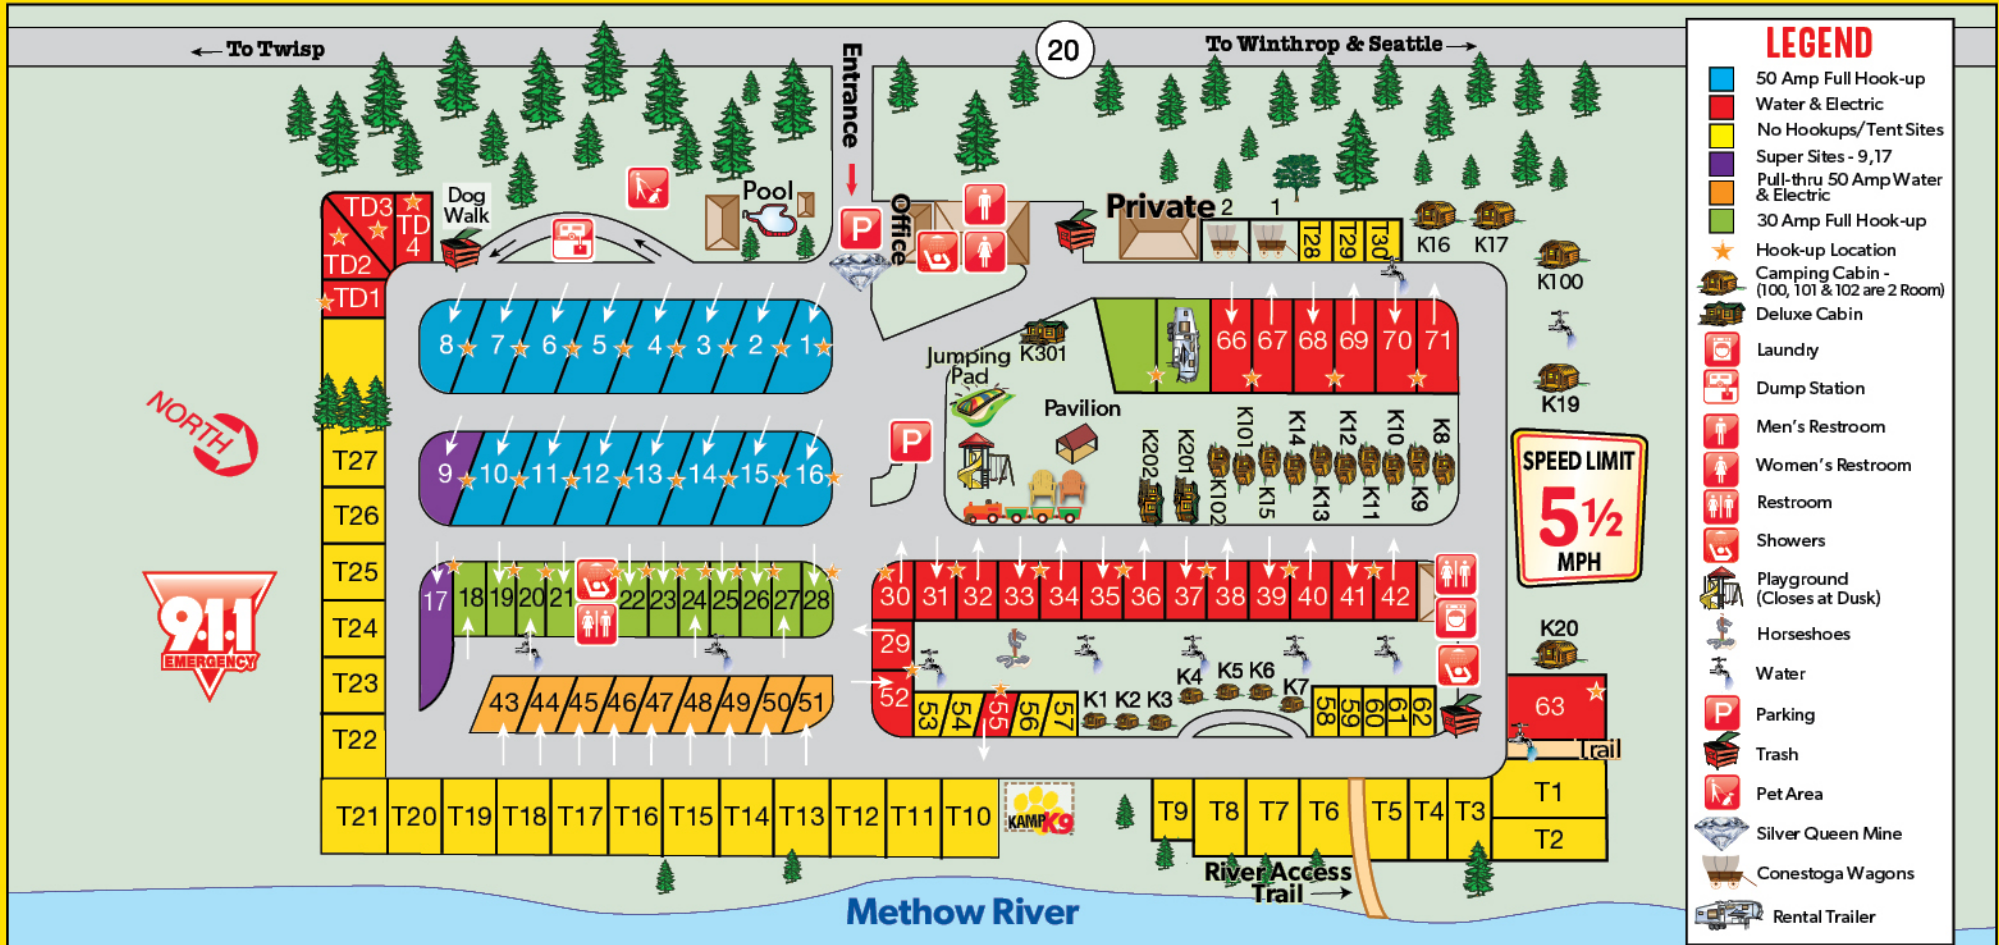 ← To Twisp
20
To Winthrop & Seattle →
Entrance
Dog
Walk
Pool
P
Office
Private
2
1
T28
T29
T30
K16
K17
K100
K19
TD3
TD
4
TD2
TD1
8
7
6
5
4
3
2
1
Jumping
Pad
K301
66
67
68
69
70
71
NORTH
9
10
11
12
13
14
15
16
P
Pavilion
K202
K201
K102
K101
K15
K14
K13
K12
K11
K10
K9
K8
SPEED LIMIT
5 ½
MPH
T27
T26
T25
T24
T23
T22
9-1-1
EMERGENCY
17
18
19
20
21
22
23
24
25
26
27
28
30
31
32
33
34
35
36
37
38
39
40
41
42
29
52
43
44
45
46
47
48
49
50
51
53
54
55
56
57
K1
K2
K3
K4
K5
K6
K7
58
59
60
61
62
K20
63
Trail
T21
T20
T19
T18
T17
T16
T15
T14
T13
T12
T11
T10
KAMP K9
T9
T8
T7
T6
T5
T4
T3
T1
T2
River Access
Trail →
Methow River
LEGEND
50 Amp Full Hook-up
Water & Electric
No Hookups/Tent Sites
Super Sites - 9,17
Pull-thru 50 Amp Water
& Electric
30 Amp Full Hook-up
Hook-up Location
Camping Cabin -
(100, 101 & 102 are 2 Room)
Deluxe Cabin
Laundry
Dump Station
Men's Restroom
Women's Restroom
Restroom
Showers
Playground
(Closes at Dusk)
Horseshoes
Water
P
Parking
Trash
Pet Area
Silver Queen Mine
Conestoga Wagons
Rental Trailer